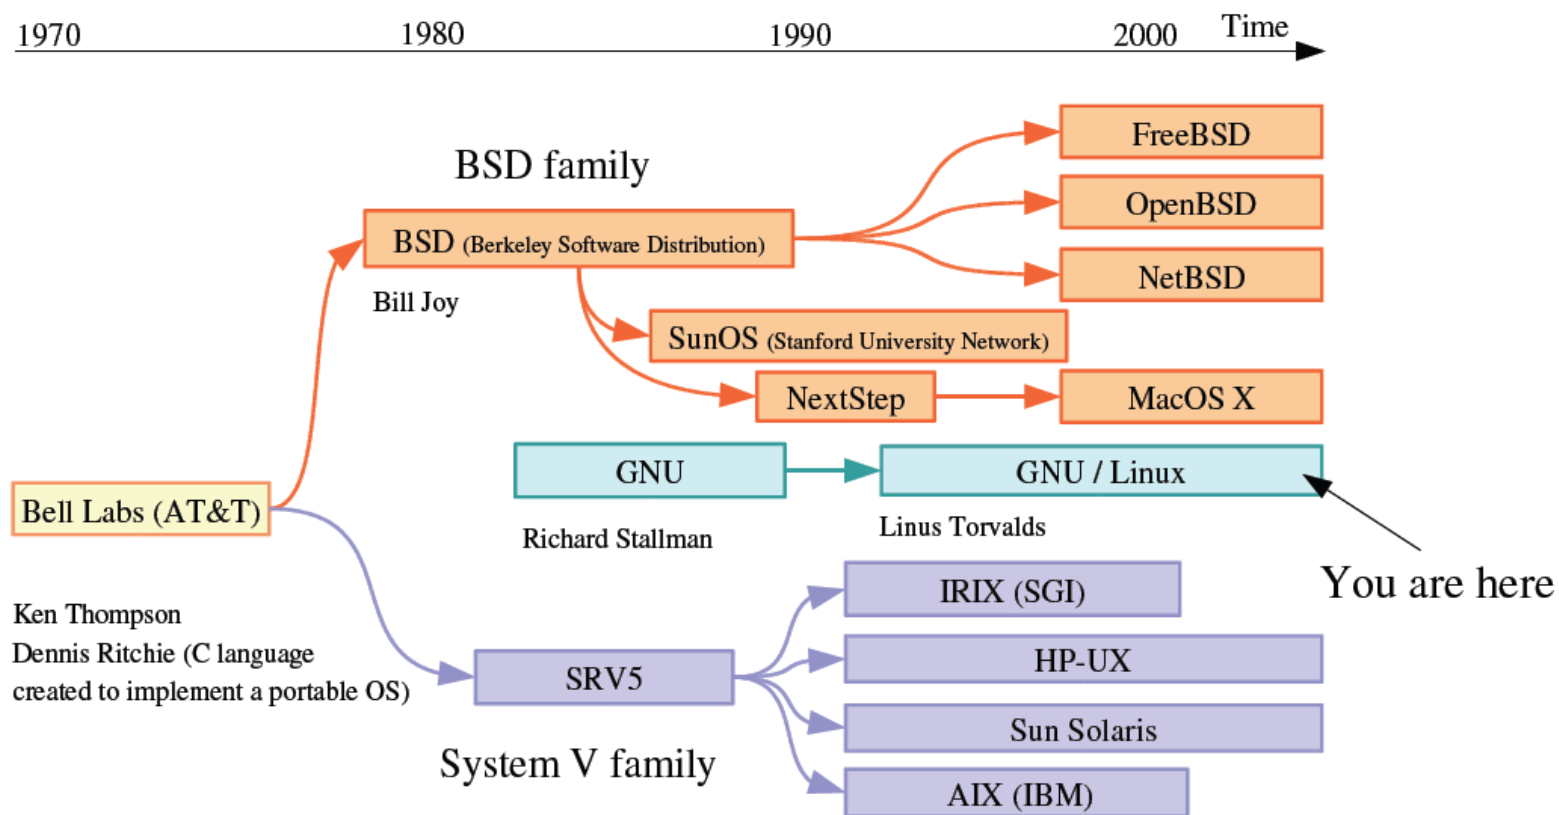 1970 1980 1990 2000 Time
FreeBSD
BSD family
OpenBSD
BSD (Berkeley Software Distribution)
NetBSD
Bill Joy
SunOS (Stanford University Network)
NextStep
MacOS X
GNU
GNU / Linux
Bell Labs (AT&T)
Richard Stallman
Linus Torvalds
You are here
IRIX (SGI)
Ken Thompson
Dennis Ritchie (C language
created to implement a portable OS)
HP-UX
SRV5
Sun Solaris
System V family
AIX (IBM)